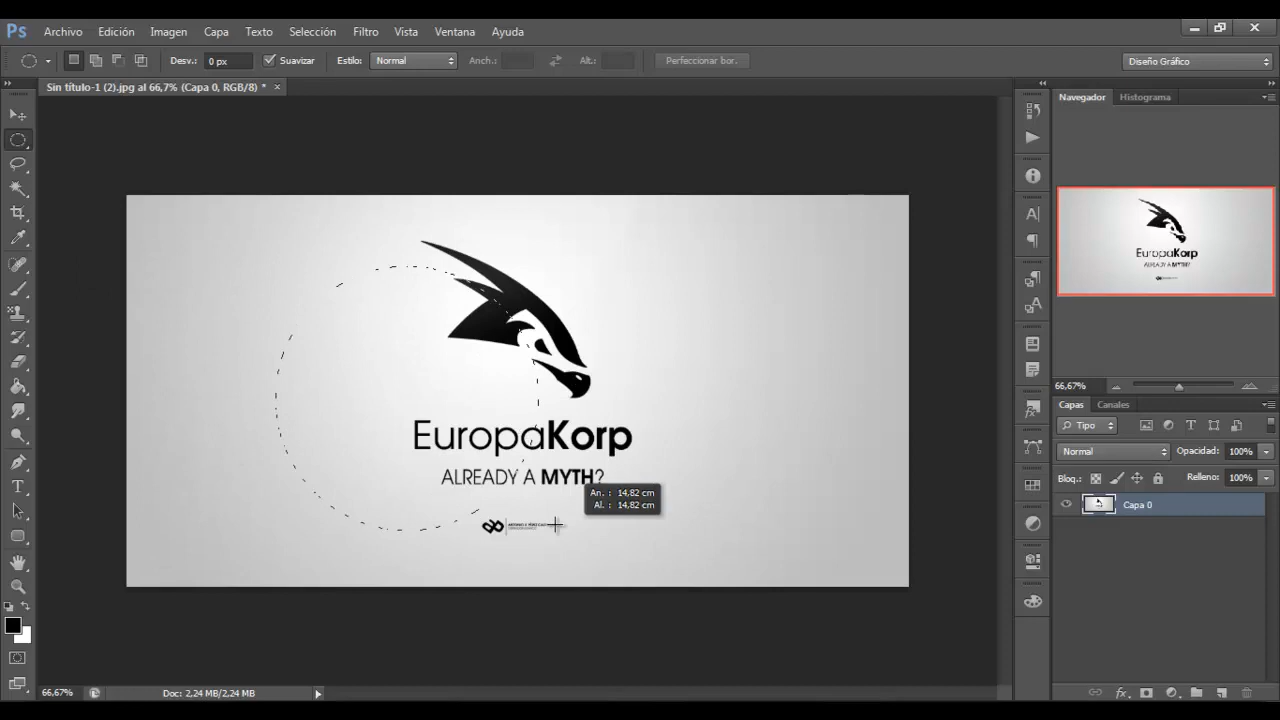 Ps Archivo Edición Imagen Capa Texto Selección Filtro Vista Ventana Ayuda
Desv.: 0 px Suavizar Estilo: Normal Anch.: Alt.: Perfeccionar bor. Diseño Gráfico
Sin título-1 (2).jpg al 66,7% (Capa 0, RGB/8) *
Navegador Histograma
EuropaKorp
ALREADY A MYTH?
An. : 14,82 cm
Al. : 14,82 cm
EuropaKorp
ALREADY A MYTH?
66,67%
Capas Canales
Tipo
Normal Opacidad: 100%
Bloq.: Relleno: 100%
Capa 0
66,67% Doc: 2,24 MB/2,24 MB